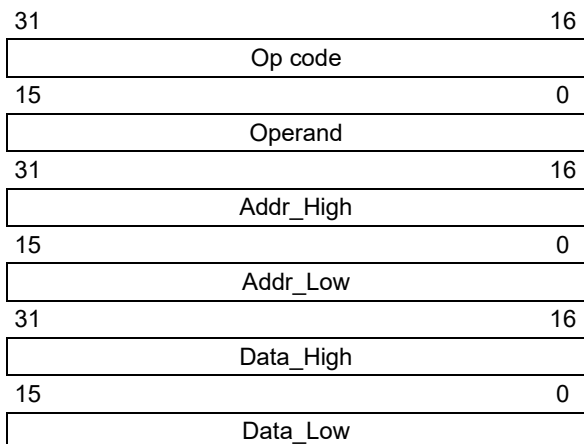 31 16
Op code
15 0
Operand
31 16
Addr_High
15 0
Addr_Low
31 16
Data_High
15 0
Data_Low